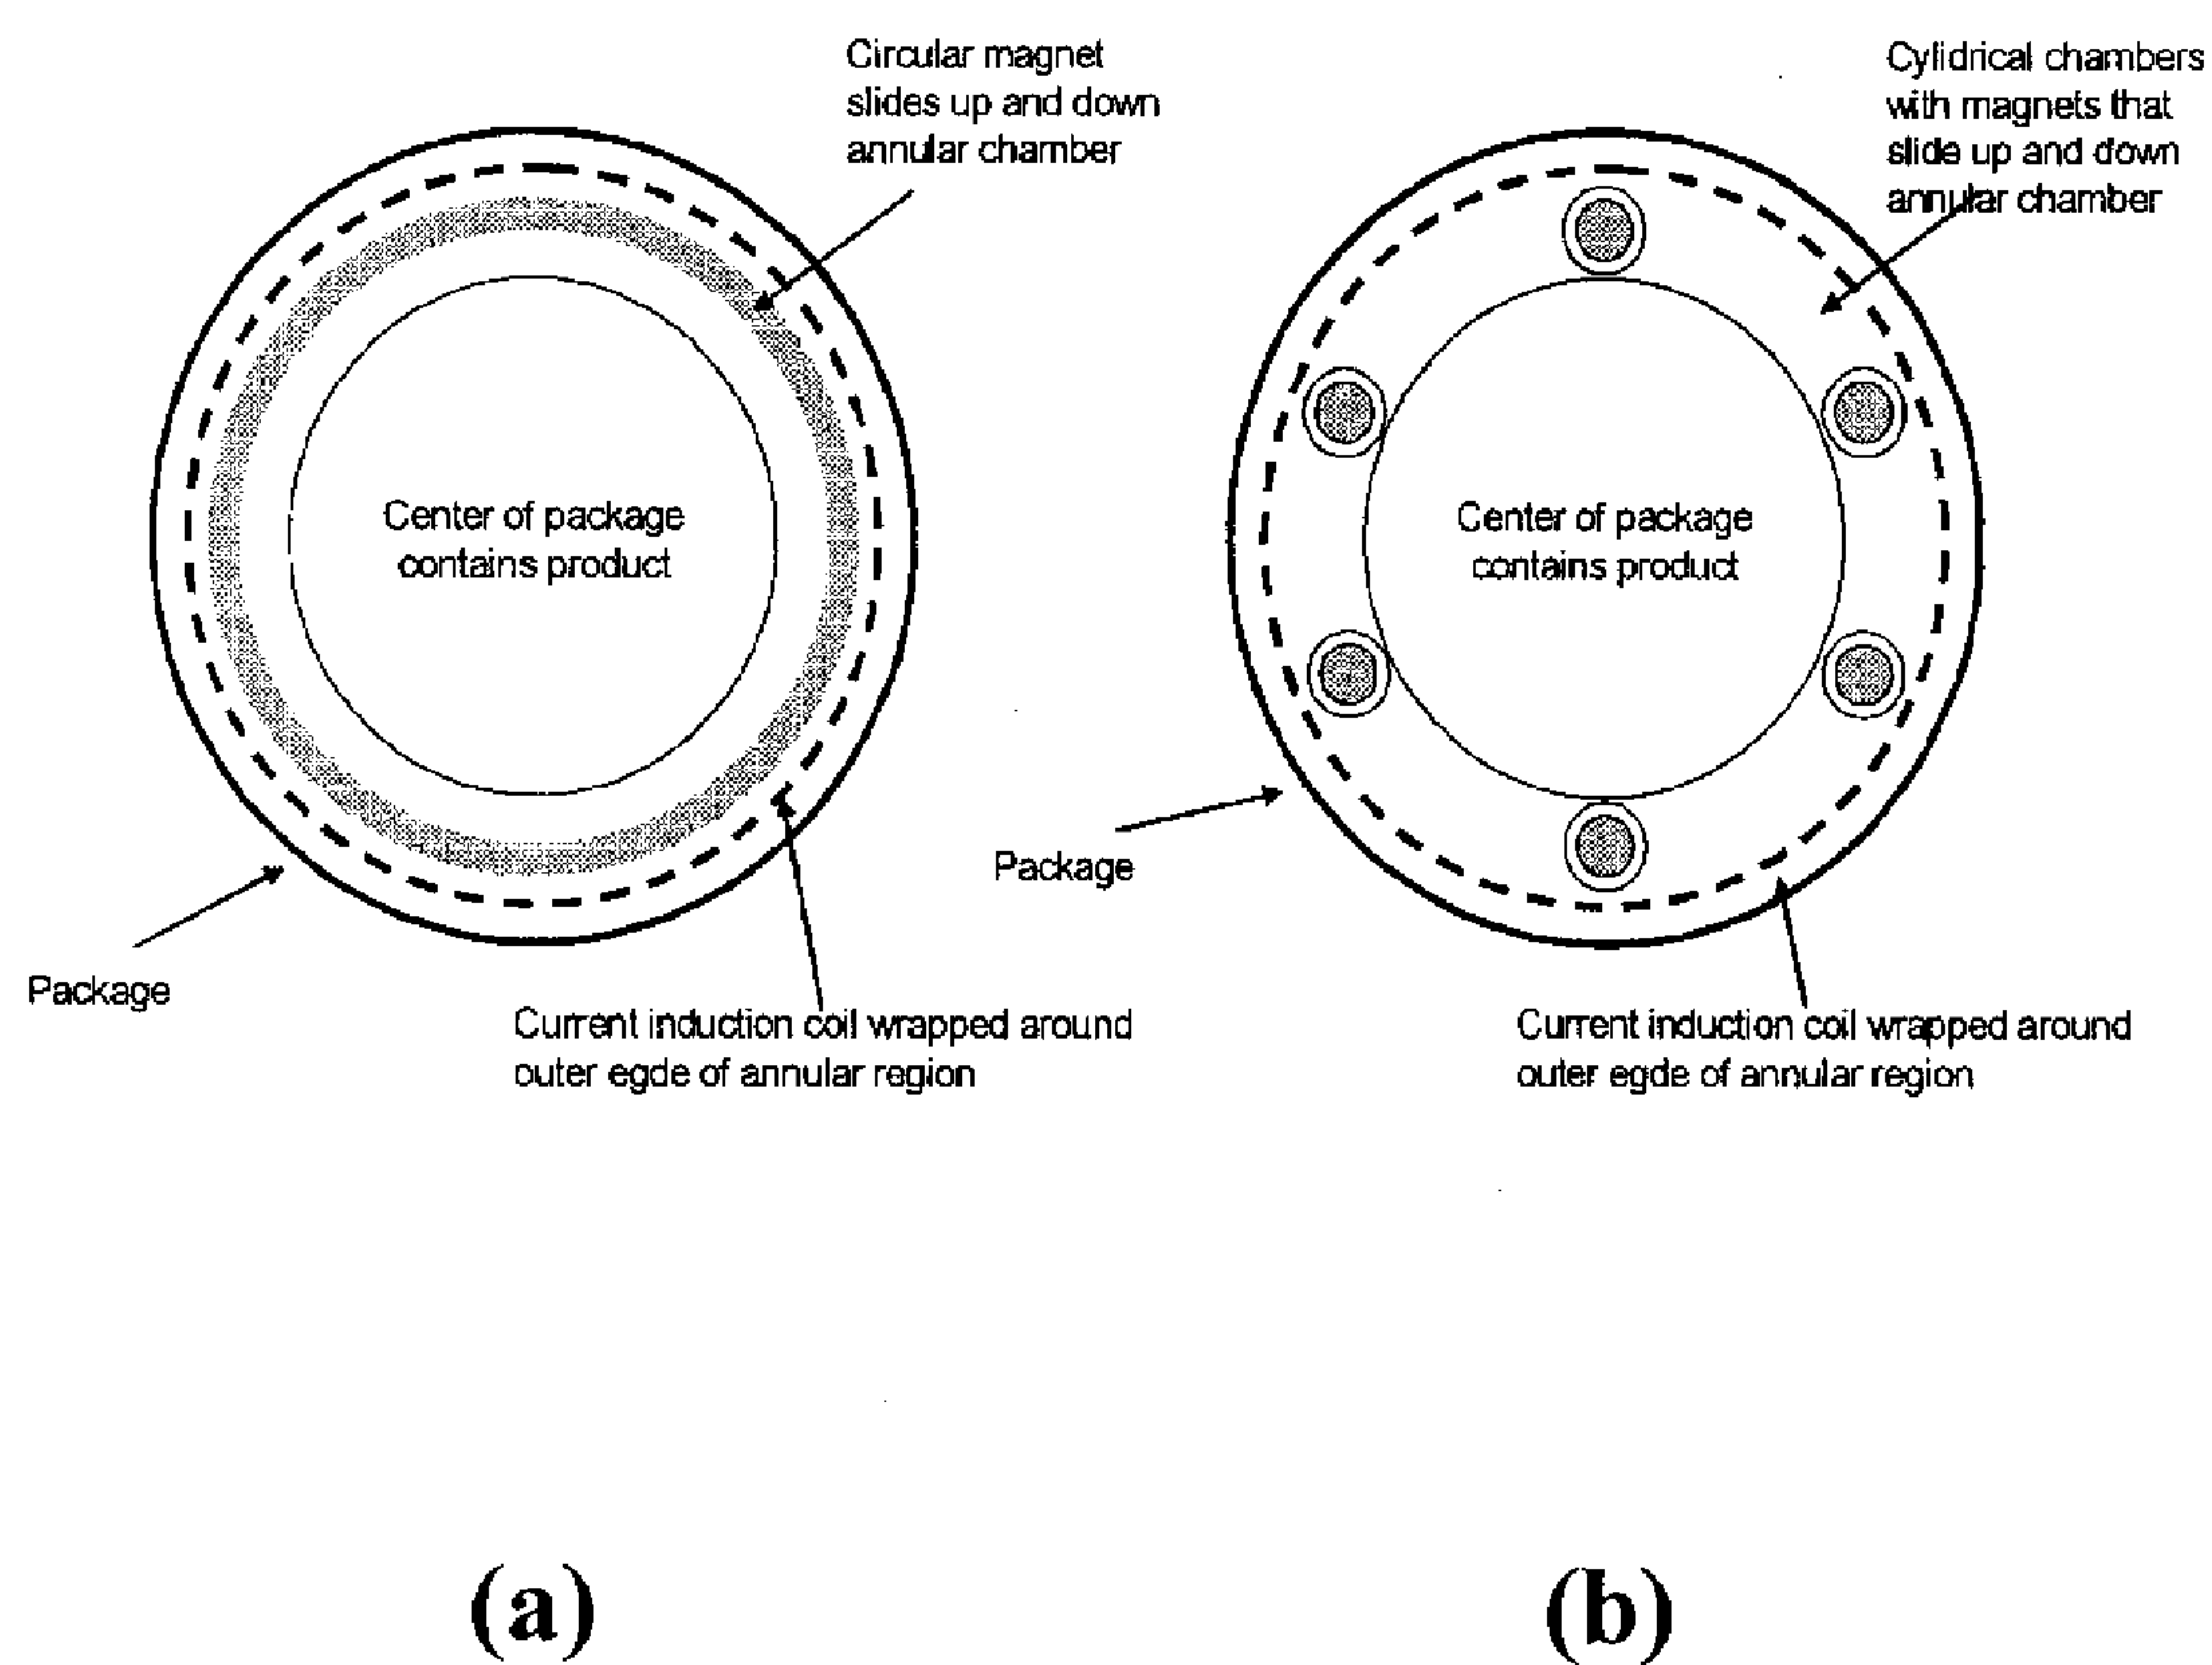 Circular magnet
slides up and down
annular chamber
Center of package
contains product
Package
Current induction coil wrapped around
outer egde of annular region
(a)
Cylidrical chambers
with magnets that
slide up and down
annular chamber
Center of package
contains product
Package
Current induction coil wrapped around
outer egde of annular region
(b)